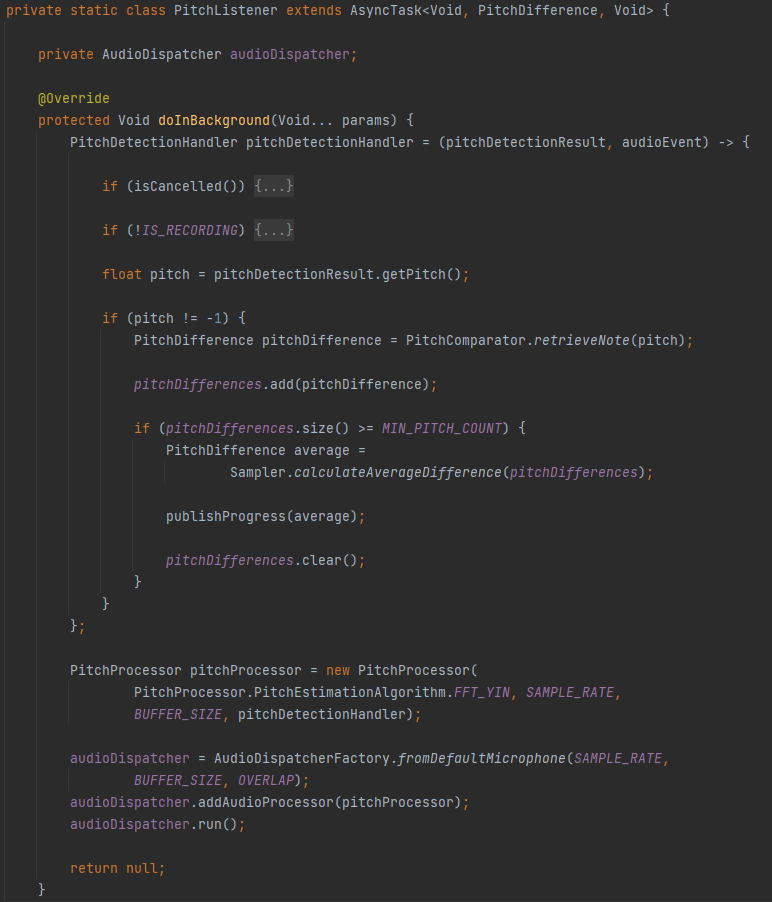 private static class PitchListener extends AsyncTask<Void, PitchDifference, Void> {
private AudioDispatcher audioDispatcher;
@Override
protected Void doInBackground(Void... params) {
PitchDetectionHandler pitchDetectionHandler = (pitchDetectionResult, audioEvent) -> {
if (isCancelled()) {...}
if (!IS_RECORDING) {...}
float pitch = pitchDetectionResult.getPitch();
if (pitch != -1) {
PitchDifference pitchDifference = PitchComparator.retrieveNote(pitch);
pitchDifferences.add(pitchDifference);
if (pitchDifferences.size() >= MIN_PITCH_COUNT) {
PitchDifference average =
Sampler.calculateAverageDifference(pitchDifferences);
publishProgress(average);
pitchDifferences.clear();
}
}
};
PitchProcessor pitchProcessor = new PitchProcessor(
PitchProcessor.PitchEstimationAlgorithm.FFT_YIN, SAMPLE_RATE,
BUFFER_SIZE, pitchDetectionHandler);
audioDispatcher = AudioDispatcherFactory.fromDefaultMicrophone(SAMPLE_RATE,
BUFFER_SIZE, OVERLAP);
audioDispatcher.addAudioProcessor(pitchProcessor);
audioDispatcher.run();
return null;
}